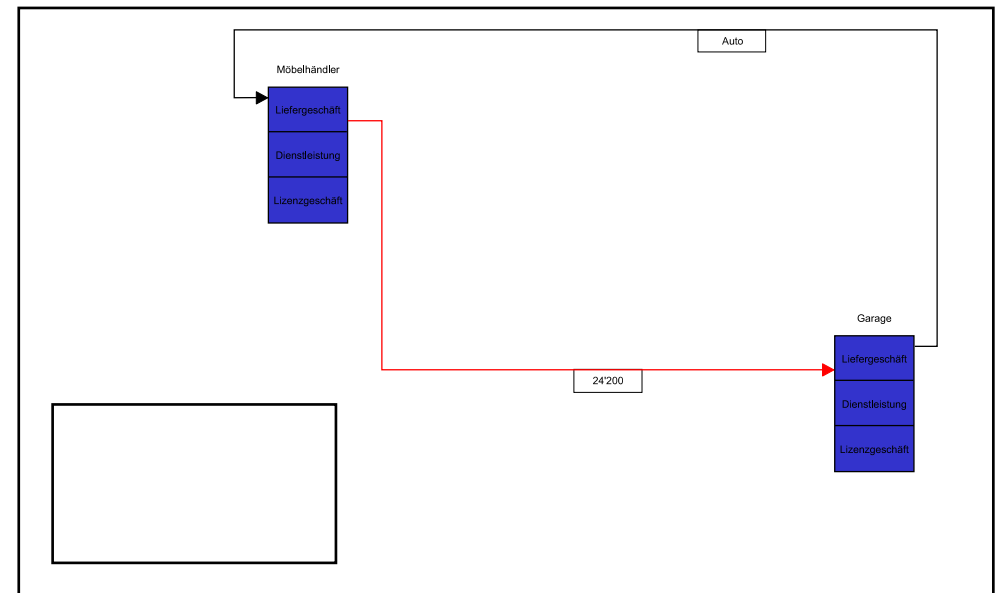 Auto
Möbelhändler
Liefergeschäft
Dienstleistung
Lizenzgeschäft
Garage
Liefergeschäft
24'200
Dienstleistung
Lizenzgeschäft